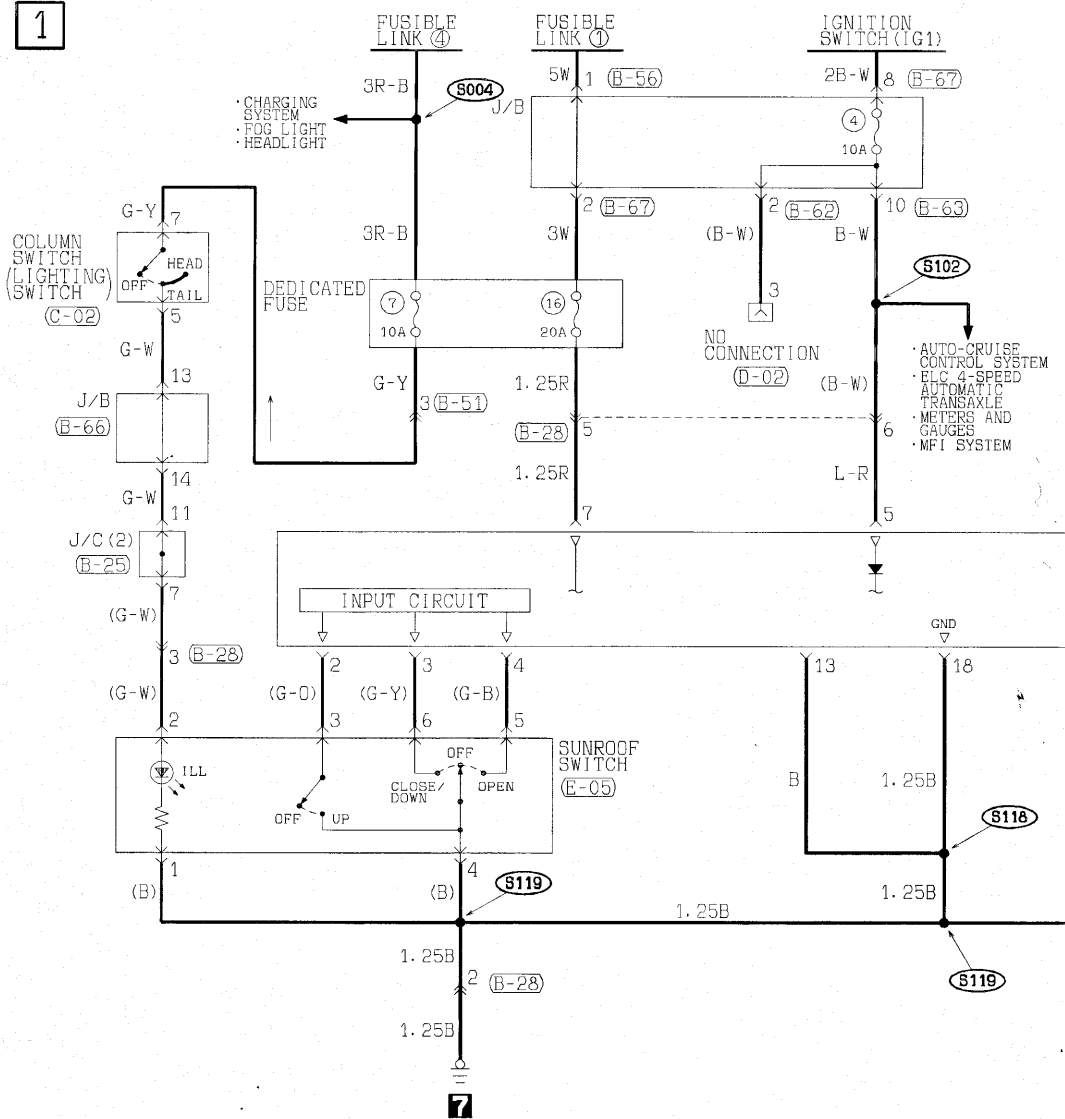 1
FUSIBLE
LINK ④
FUSIBLE
LINK ①
IGNITION
SWITCH (IG1)
3R-B
S004
5W
1
(B-56)
2B-W
8
(B-67)
J/B
· CHARGING
SYSTEM
· FOG LIGHT
· HEADLIGHT
4
10A
G-Y
7
2
(B-67)
2
(B-62)
10
(B-63)
3R-B
3W
(B-W)
B-W
COLUMN
SWITCH
(LIGHTING)
(SWITCH)
(C-02)
HEAD
OFF
TAIL
5
S102
DEDICATED
FUSE
7
10A
16
20A
3
NO
CONNECTION
(D-02)
· AUTO-CRUISE
CONTROL SYSTEM
· ELC 4-SPEED
AUTOMATIC
TRANSAXLE
· METERS AND
GAUGES
· MFI SYSTEM
G-W
13
G-Y
1.25R
(B-W)
J/B
(B-66)
3
(B-51)
(B-28)
5
6
14
G-W
11
1.25R
L-R
7
5
J/C (2)
(B-25)
7
(G-W)
3
(B-28)
INPUT CIRCUIT
GND
2
3
4
13
18
(G-W)
(G-O)
(G-Y)
(G-B)
2
3
6
5
SUNROOF
SWITCH
(E-05)
ILL
OFF
CLOSE/
DOWN
OPEN
OFF
UP
B
1.25B
S118
1
4
(B)
(B)
S119
1.25B
1.25B
S119
1.25B
2
(B-28)
1.25B
7